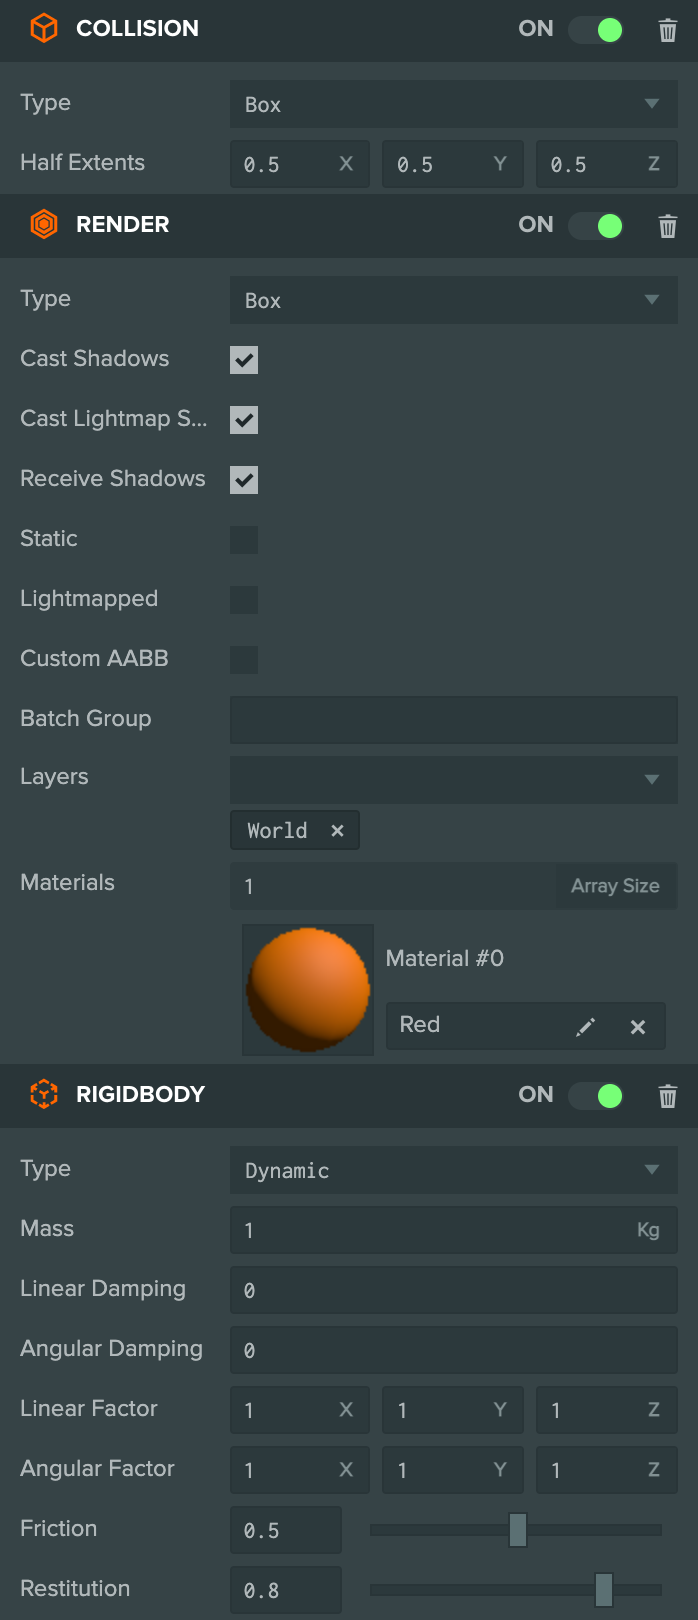 COLLISION ON
Type Box
Half Extents 0.5 X 0.5 Y 0.5 Z
RENDER ON
Type Box
Cast Shadows
Cast Lightmap S...
Receive Shadows
Static
Lightmapped
Custom AABB
Batch Group
Layers
World ×
Materials 1 Array Size
Material #0
Red
RIGIDBODY ON
Type Dynamic
Mass 1 Kg
Linear Damping 0
Angular Damping 0
Linear Factor 1 X 1 Y 1 Z
Angular Factor 1 X 1 Y 1 Z
Friction 0.5
Restitution 0.8